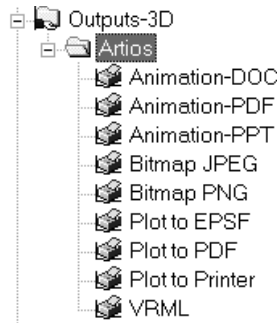 Outputs-3D
Artios
Animation-DOC
Animation-PDF
Animation-PPT
Bitmap JPEG
Bitmap PNG
Plot to EPSF
Plot to PDF
Plot to Printer
VRML